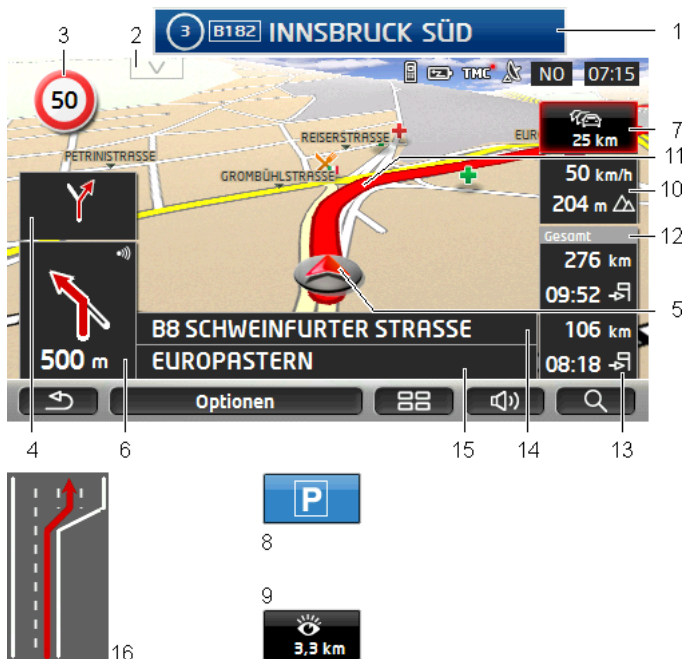 3 B182 INNSBRUCK SÜD
1
3
2
50
TMC
NO
07:15
REISERSTRASSE
EUR
25 km
7
PETRINISTRASSE
GROMBÜHLSTRASSE
11
50 km/h
204 m
10
Gesamt
12
276 km
09:52
5
500 m
B8 SCHWEINFURTER STRASSE
106 km
EUROPASTERN
08:18
Optionen
4
6
15
14
13
P
8
9
3,3 km
16